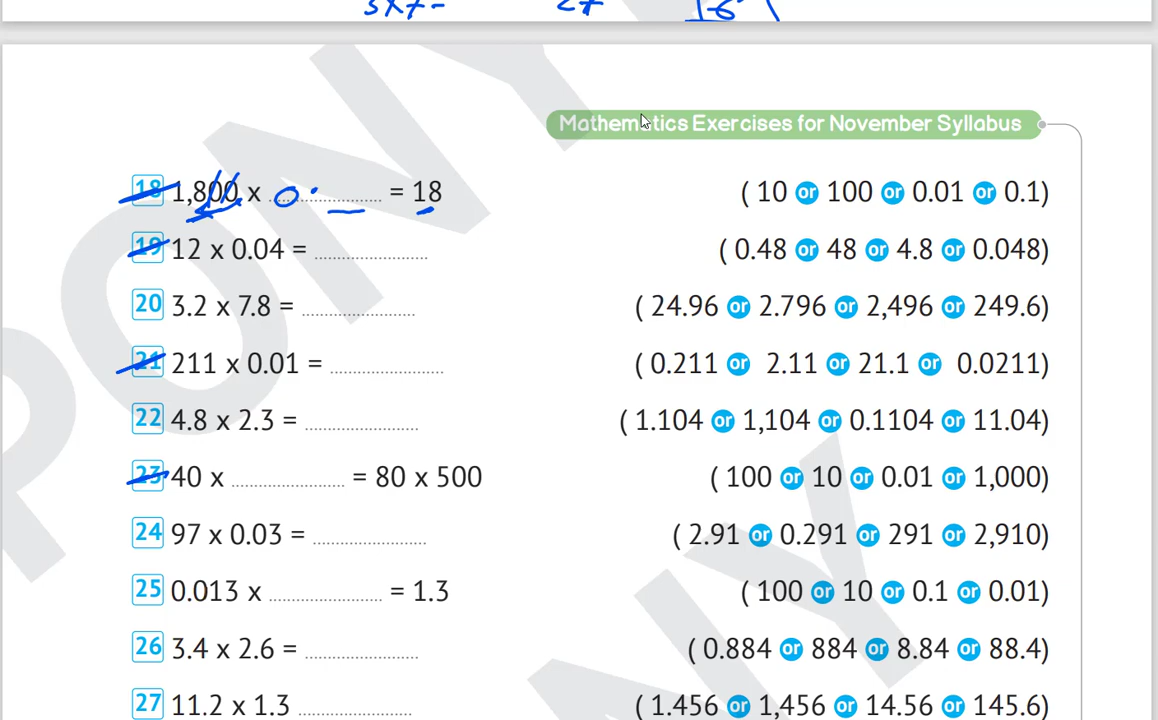 3x7= 27 16
Mathematics Exercises for November Syllabus
18 1,800 x 0. .................... = 18 ( 10 or 100 or 0.01 or 0.1)
19 12 x 0.04 = .................... ( 0.48 or 48 or 4.8 or 0.048)
20 3.2 x 7.8 = .................... ( 24.96 or 2.796 or 2,496 or 249.6)
21 211 x 0.01 = .................... ( 0.211 or 2.11 or 21.1 or 0.0211)
22 4.8 x 2.3 = .................... ( 1.104 or 1,104 or 0.1104 or 11.04)
23 40 x .................... = 80 x 500 ( 100 or 10 or 0.01 or 1,000)
24 97 x 0.03 = .................... ( 2.91 or 0.291 or 291 or 2,910)
25 0.013 x .................... = 1.3 ( 100 or 10 or 0.1 or 0.01)
26 3.4 x 2.6 = .................... ( 0.884 or 884 or 8.84 or 88.4)
27 11.2 x 1.3 .................... ( 1.456 or 1,456 or 14.56 or 145.6)
PONY
PONY